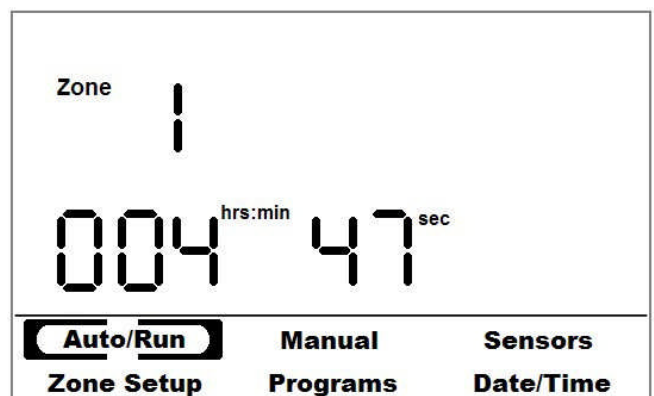 Zone 1
004 hrs:min 47 sec
Auto/Run Manual Sensors
Zone Setup Programs Date/Time